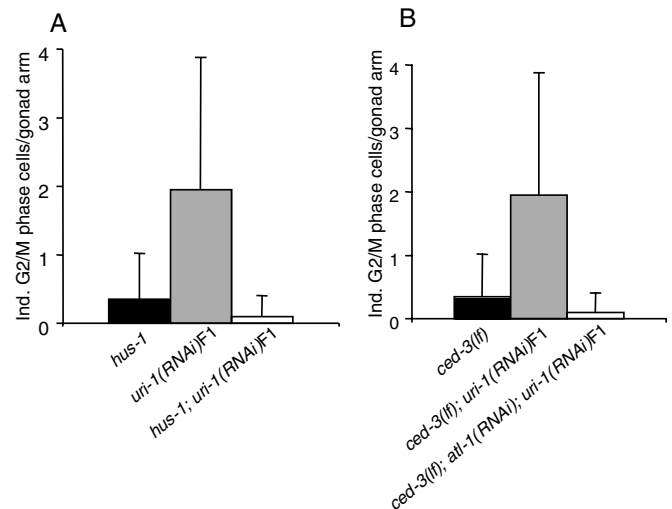 A
Ind. G2/M phase cells/gonad arm
4
3
2
1
0
hus-1
uri-1(RNAi)F1
hus-1; uri-1(RNAi)F1
B
Ind. G2/M phase cells/gonad arm
4
3
2
1
0
ced-3(lf)
ced-3(lf); uri-1(RNAi)F1
ced-3(lf); atl-1(RNAi); uri-1(RNAi)F1